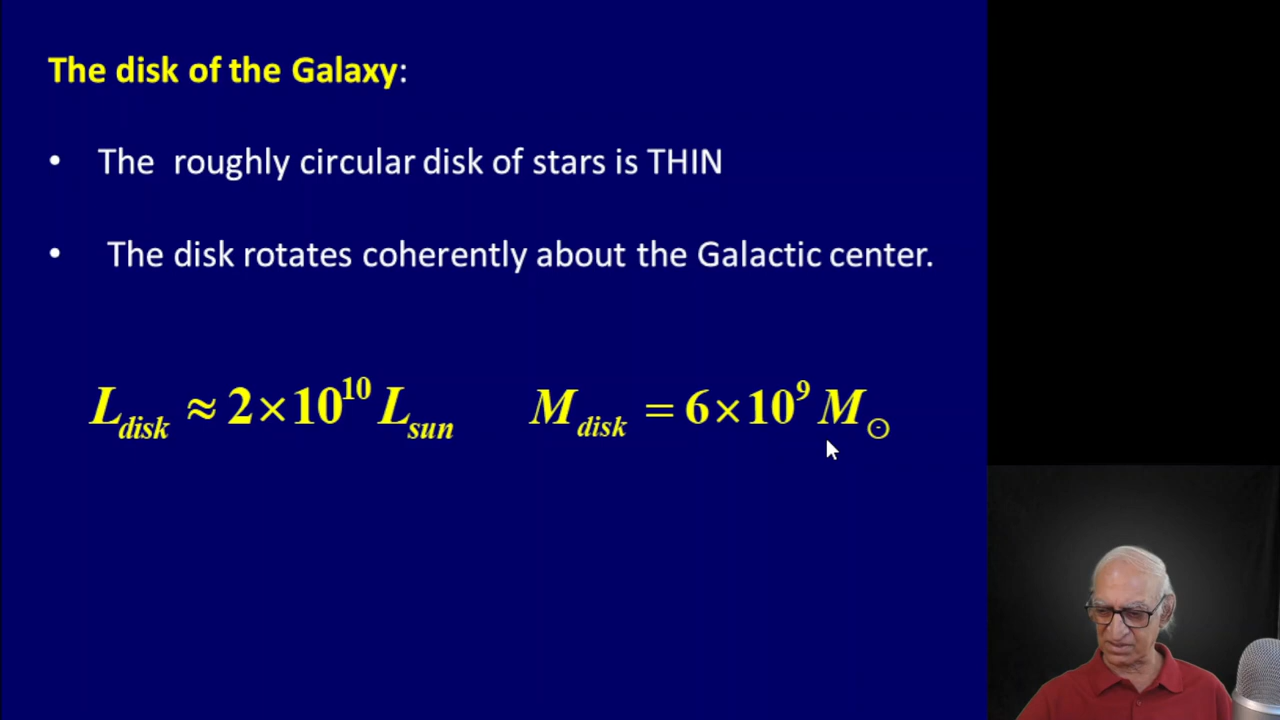 The disk of the Galaxy:
• The roughly circular disk of stars is THIN
• The disk rotates coherently about the Galactic center.
L_disk ≈ 2×10^10 L_sun M_disk = 6×10^9 M_⊙